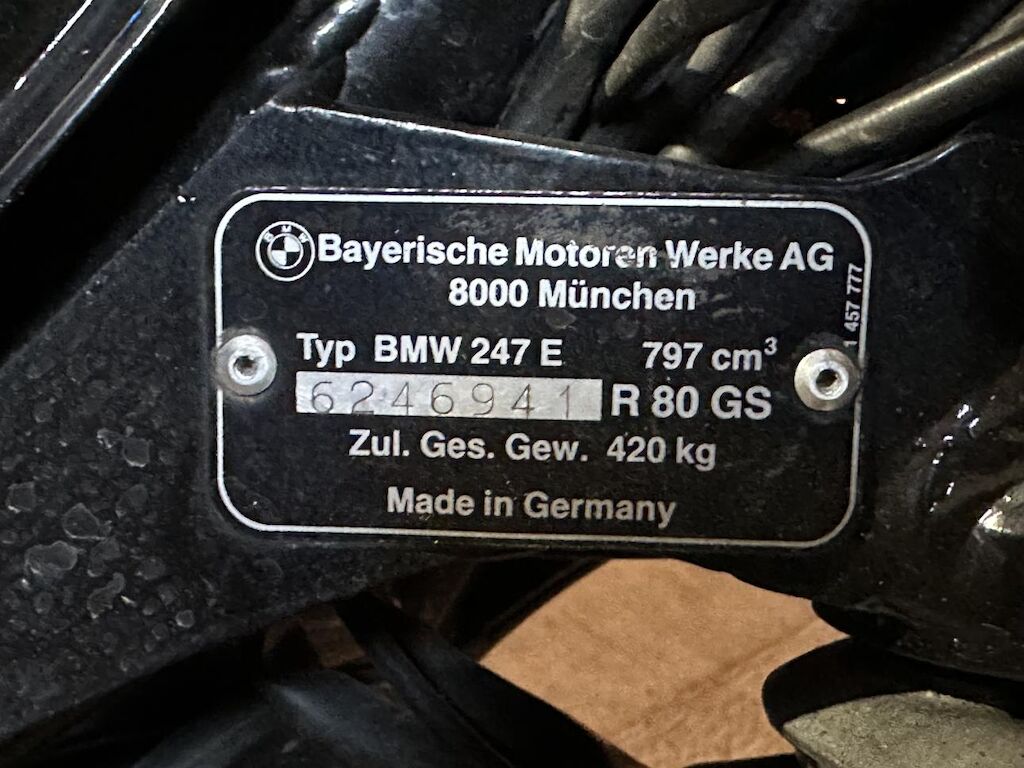 BMW
Bayerische Motoren Werke AG
8000 München
Typ BMW 247 E 797 cm³
6246941 R 80 GS
Zul. Ges. Gew. 420 kg
Made in Germany
1 457 777